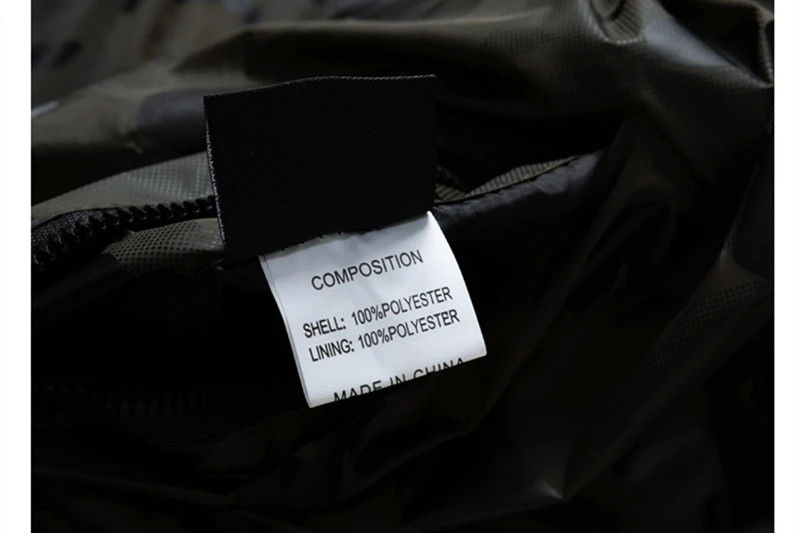 COMPOSITION
SHELL: 100%POLYESTER
LINING: 100%POLYESTER
MADE IN CHINA